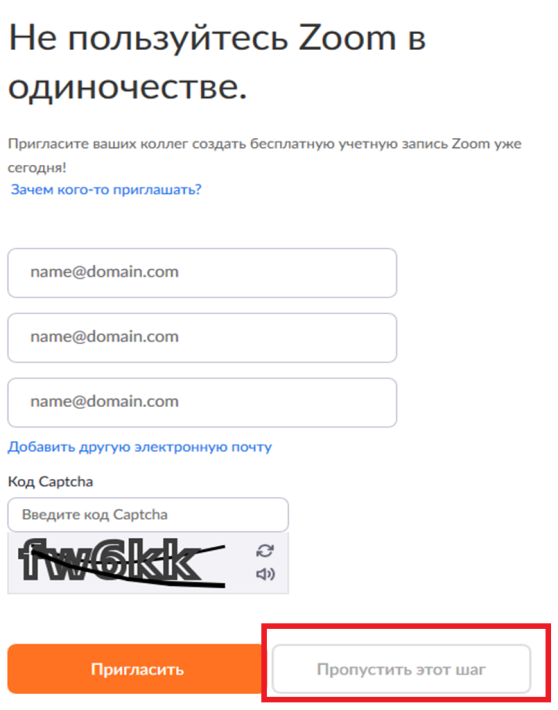 Не пользуйтесь Zoom в
одиночестве.
Пригласите ваших коллег создать бесплатную учетную запись Zoom уже
сегодня!
Зачем кого-то приглашать?
name@domain.com
name@domain.com
name@domain.com
Добавить другую электронную почту
Код Captcha
Введите код Captcha
fw6kk
Пригласить
Пропустить этот шаг